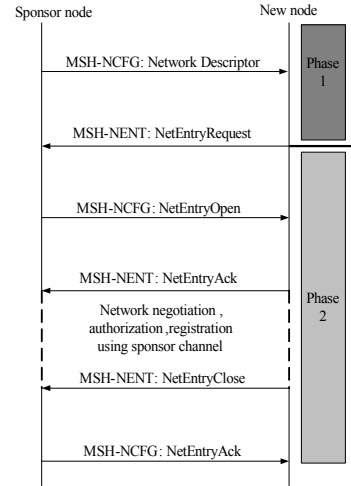 Sponsor node
New node
MSH-NCFG: Network Descriptor
Phase
1
MSH-NENT: NetEntryRequest
MSH-NCFG: NetEntryOpen
MSH-NENT: NetEntryAck
Network negotiation ,
authorization ,registration
using sponsor channel
Phase
2
MSH-NENT: NetEntryClose
MSH-NCFG: NetEntryAck